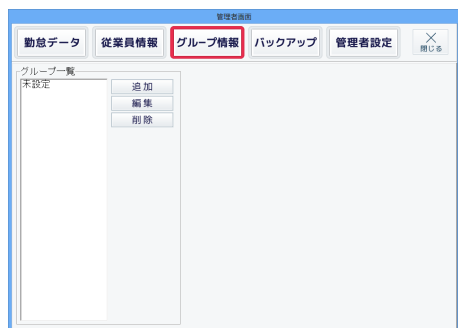 管理者画面
勤怠データ 従業員情報 グループ情報 バックアップ 管理者設定 閉じる
グループ一覧
未設定
追加
編集
削除